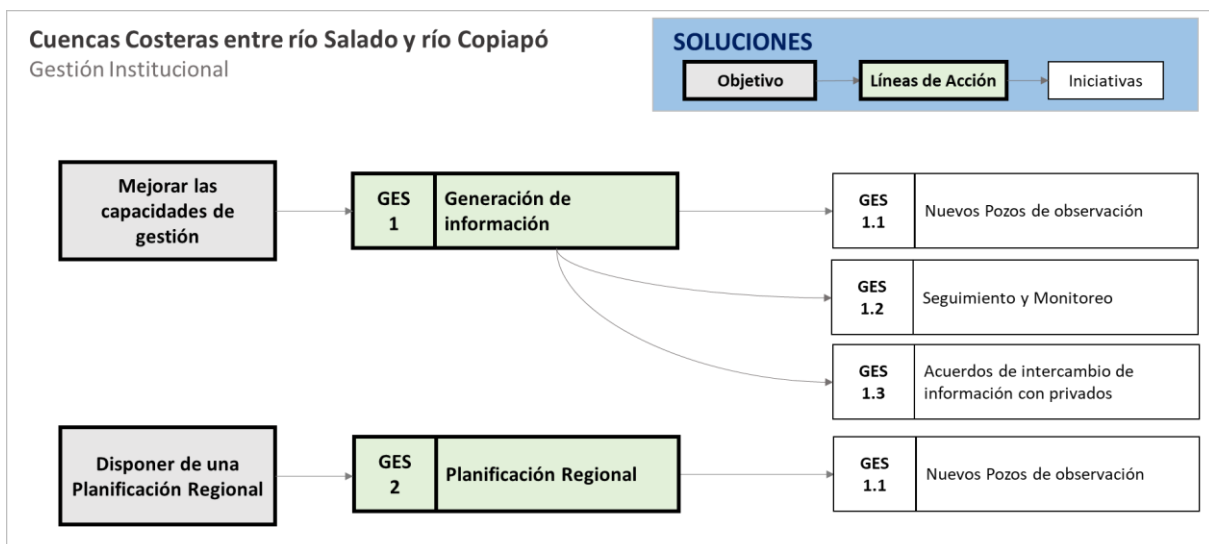 Cuencas Costeras entre río Salado y río Copiapó
Gestión Institucional
SOLUCIONES
Objetivo
Líneas de Acción
Iniciativas
Mejorar las
capacidades de
gestión
GES
1
Generación de
información
GES
1.1
Nuevos Pozos de observación
GES
1.2
Seguimiento y Monitoreo
GES
1.3
Acuerdos de intercambio de
información con privados
Disponer de una
Planificación Regional
GES
2
Planificación Regional
GES
1.1
Nuevos Pozos de observación